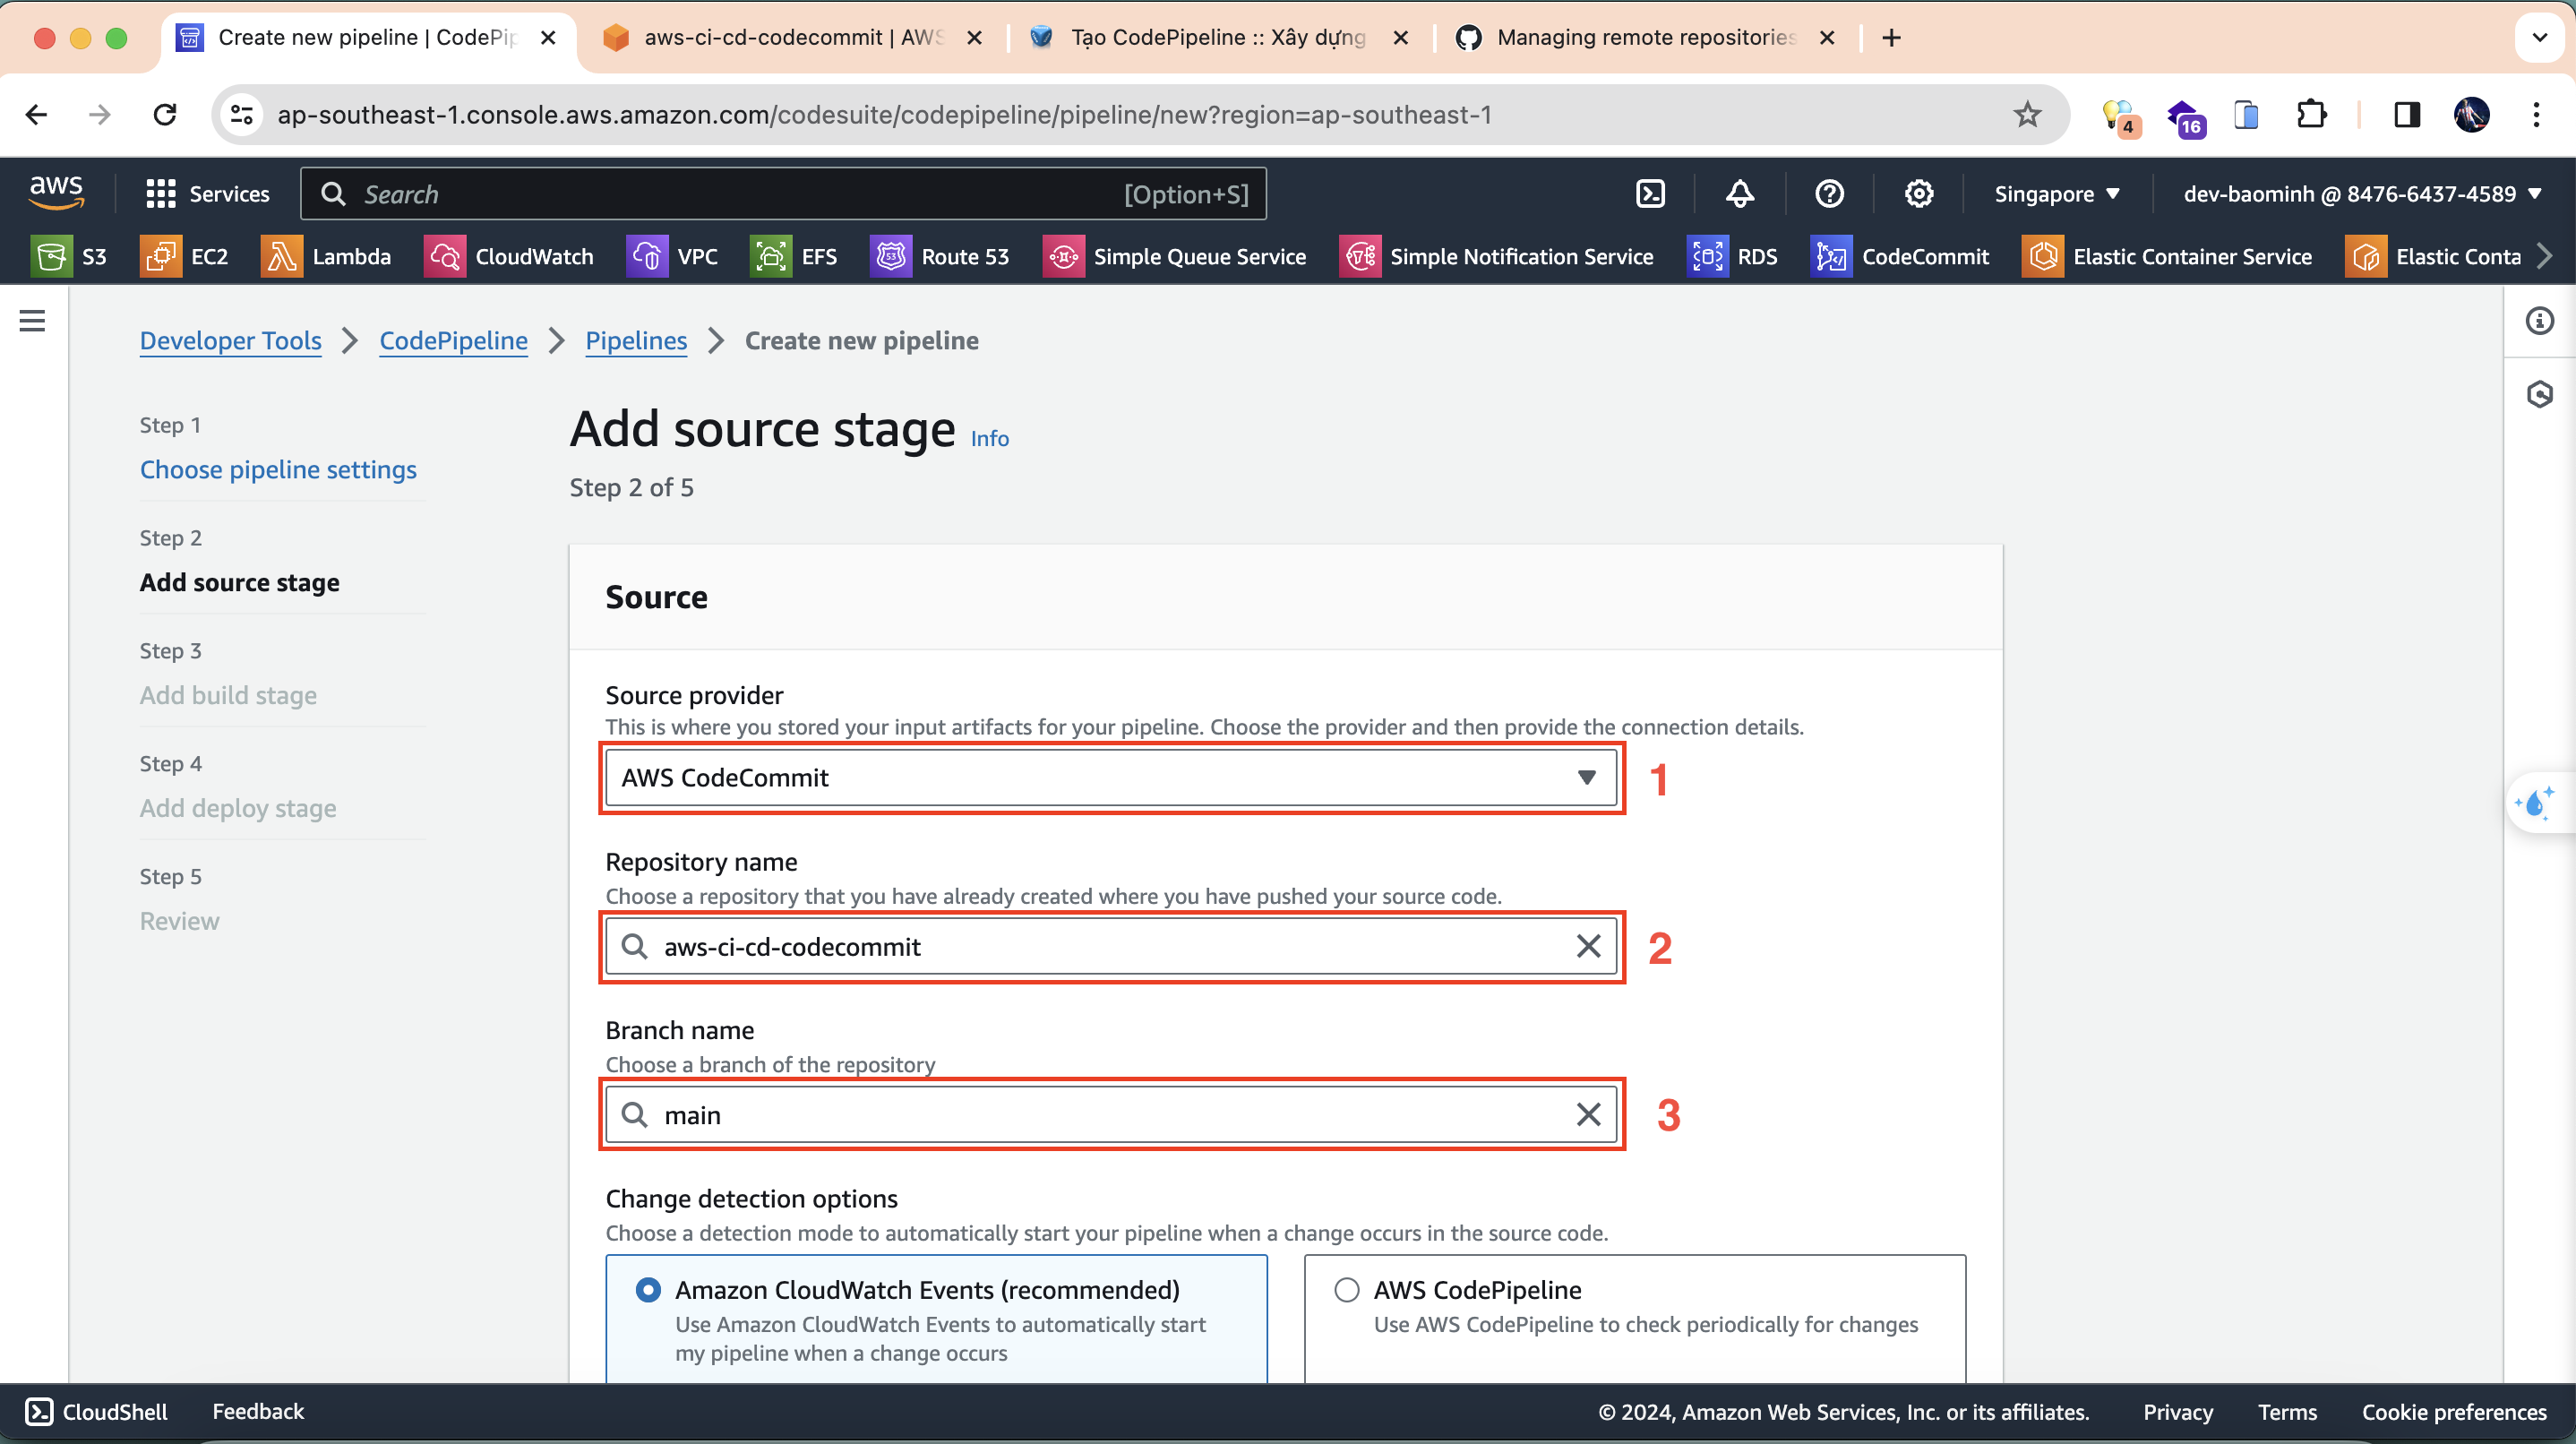 Create new pipeline | CodePip
aws-ci-cd-codecommit | AWS
Tạo CodePipeline :: Xây dựng
Managing remote repositories
ap-southeast-1.console.aws.amazon.com/codesuite/codepipeline/pipeline/new?region=ap-southeast-1
4
16
aws
Services
Search
[Option+S]
Singapore
dev-baominh @ 8476-6437-4589
S3
EC2
Lambda
CloudWatch
VPC
EFS
Route 53
Simple Queue Service
Simple Notification Service
RDS
CodeCommit
Elastic Container Service
Elastic Conta
Developer Tools
CodePipeline
Pipelines
Create new pipeline
Step 1
Choose pipeline settings
Step 2
Add source stage
Step 3
Add build stage
Step 4
Add deploy stage
Step 5
Review
Add source stage Info
Step 2 of 5
Source
Source provider
This is where you stored your input artifacts for your pipeline. Choose the provider and then provide the connection details.
AWS CodeCommit
1
Repository name
Choose a repository that you have already created where you have pushed your source code.
aws-ci-cd-codecommit
2
Branch name
Choose a branch of the repository
main
3
Change detection options
Choose a detection mode to automatically start your pipeline when a change occurs in the source code.
Amazon CloudWatch Events (recommended)
Use Amazon CloudWatch Events to automatically start
my pipeline when a change occurs
AWS CodePipeline
Use AWS CodePipeline to check periodically for changes
CloudShell
Feedback
© 2024, Amazon Web Services, Inc. or its affiliates.
Privacy
Terms
Cookie preferences